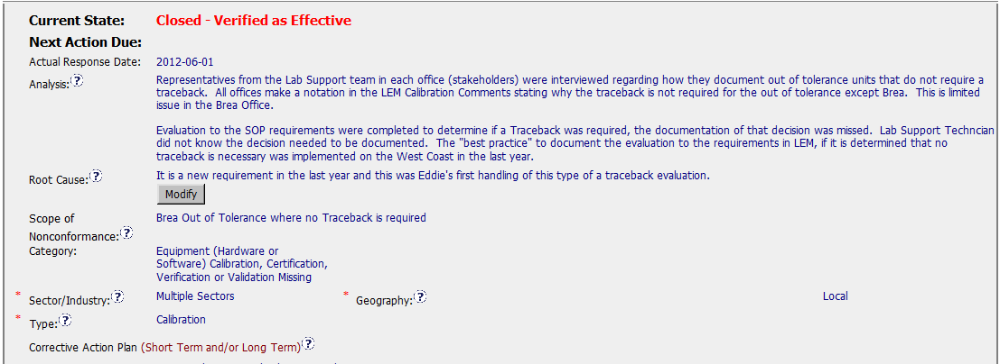 Current State: Closed - Verified as Effective
Next Action Due:
Actual Response Date: 2012-06-01
Analysis:? Representatives from the Lab Support team in each office (stakeholders) were interviewed regarding how they document out of tolerance units that do not require a
traceback. All offices make a notation in the LEM Calibration Comments stating why the traceback is not required for the out of tolerance except Brea. This is limited
issue in the Brea Office.
Evaluation to the SOP requirements were completed to determine if a Traceback was required, the documentation of that decision was missed. Lab Support Techncian
did not know the decision needed to be documented. The "best practice" to document the evaluation to the requirements in LEM, if it is determined that no
traceback is necessary was implemented on the West Coast in the last year.
Root Cause:? It is a new requirement in the last year and this was Eddie's first handling of this type of a traceback evaluation.
Modify
Scope of Brea Out of Tolerance where no Traceback is required
Nonconformance:?
Category: Equipment (Hardware or
Software) Calibration, Certification,
Verification or Validation Missing
* Sector/Industry:? Multiple Sectors * Geography:? Local
* Type:? Calibration
Corrective Action Plan (Short Term and/or Long Term)?